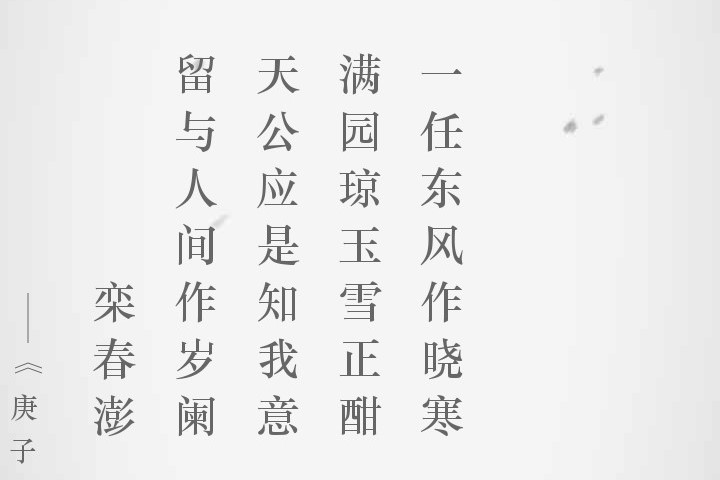 一任东风作晓寒
满园琼玉雪正酣
天公应是知我意
留与人间作岁阑
栾春澎
——《庚子